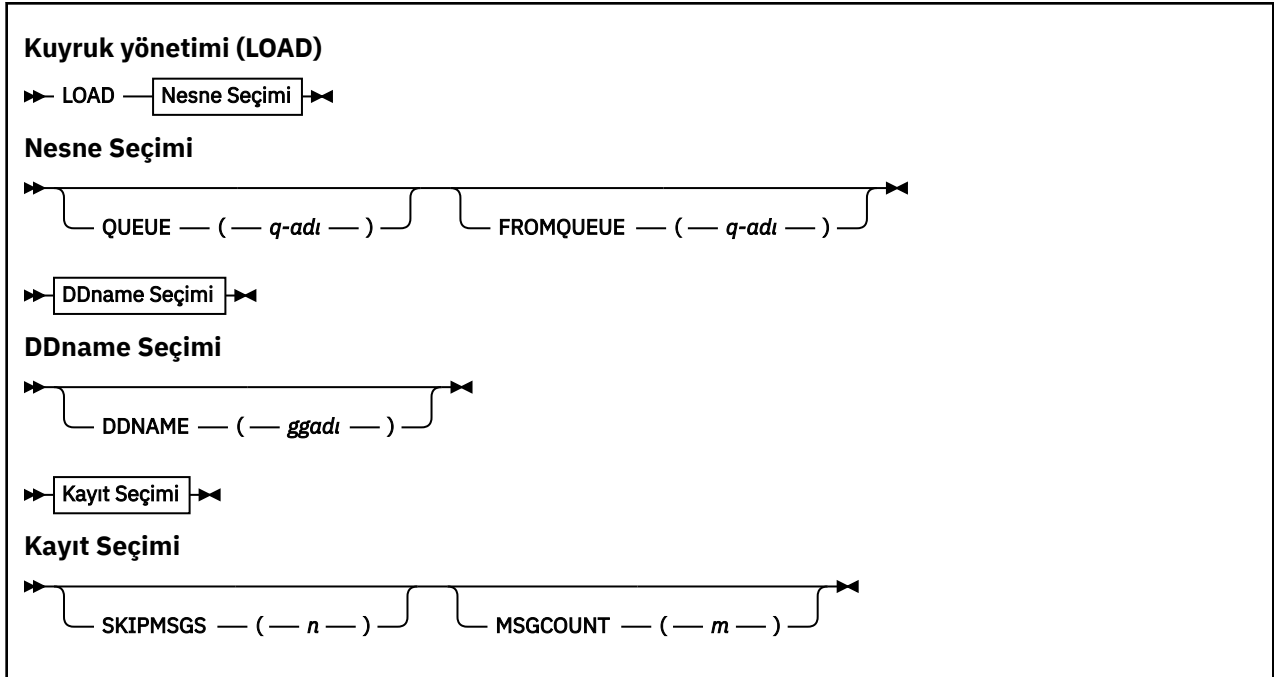 Kuyruk yönetimi (LOAD)
LOAD Nesne Seçimi
Nesne Seçimi
QUEUE ( q-adı ) FROMQUEUE ( q-adı )
DDname Seçimi
DDname Seçimi
DDNAME ( ggadı )
Kayıt Seçimi
Kayıt Seçimi
SKIPMSGS ( n ) MSGCOUNT ( m )